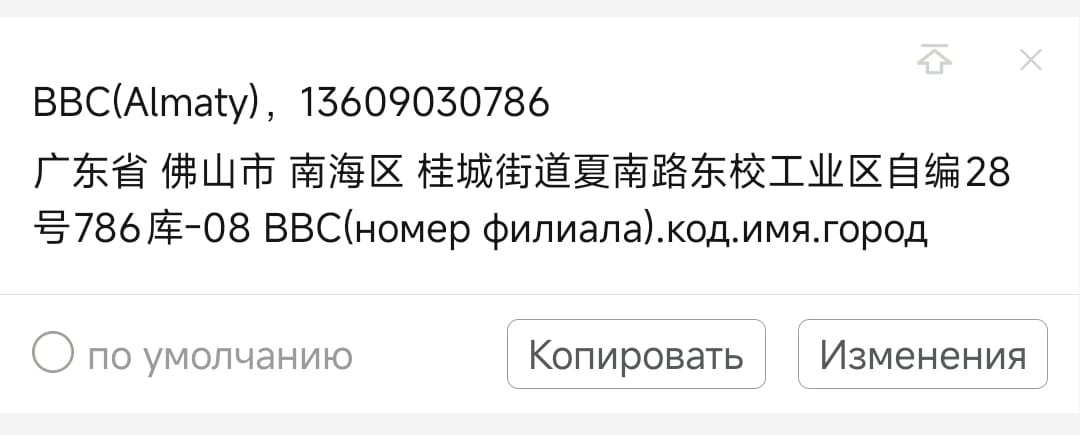 BBC(Almaty)，13609030786
广东省 佛山市 南海区 桂城街道夏南路东校工业区自编28
号786库-08 BBC(номер филиала).код.имя.город
по умолчанию
Копировать
Изменения